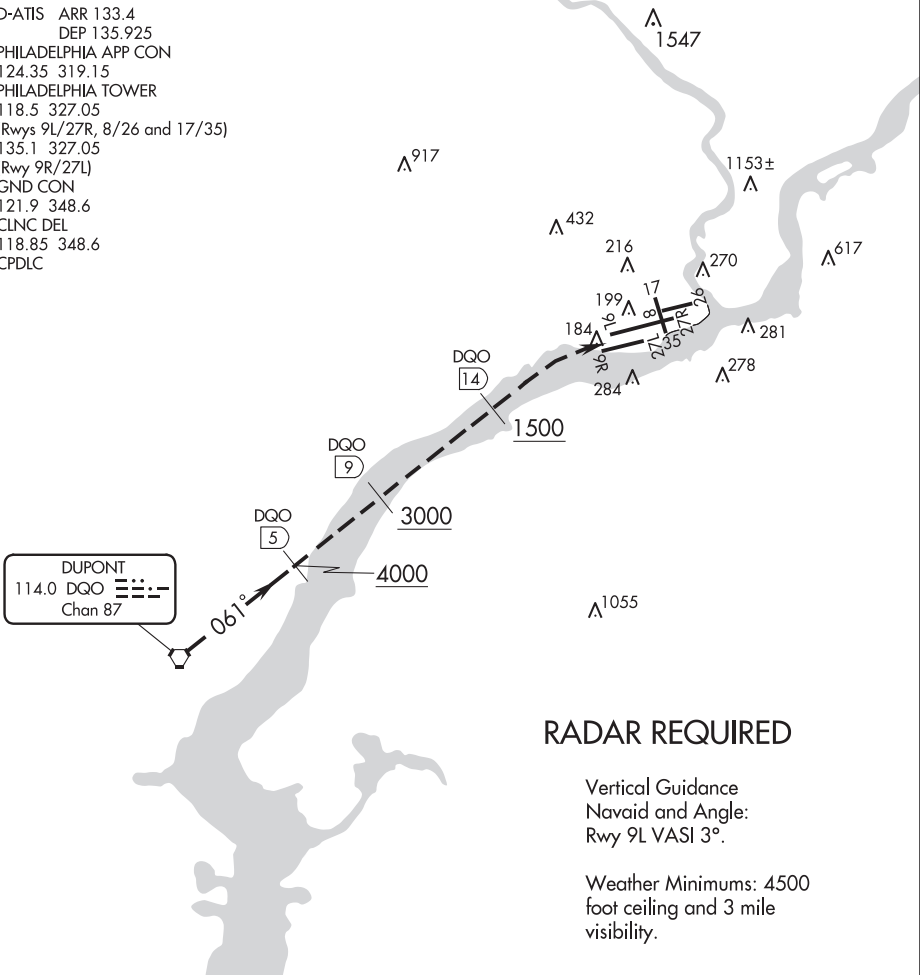 D-ATIS ARR 133.4
DEP 135.925
PHILADELPHIA APP CON
124.35 319.15
PHILADELPHIA TOWER
118.5 327.05
(Rwys 9L/27R, 8/26 and 17/35)
135.1 327.05
(Rwy 9R/27L)
GND CON
121.9 348.6
CLNC DEL
118.85 348.6
CPDLC
1547
917
1153±
432
216
270
617
199
17
26
184
9L
8
27R
281
9R
27L
35
284
278
DQO
14
1500
DQO
9
3000
DQO
5
4000
DUPONT
114.0 DQO
Chan 87
061°
1055
RADAR REQUIRED
Vertical Guidance
Navaid and Angle:
Rwy 9L VASI 3°.
Weather Minimums: 4500
foot ceiling and 3 mile
visibility.